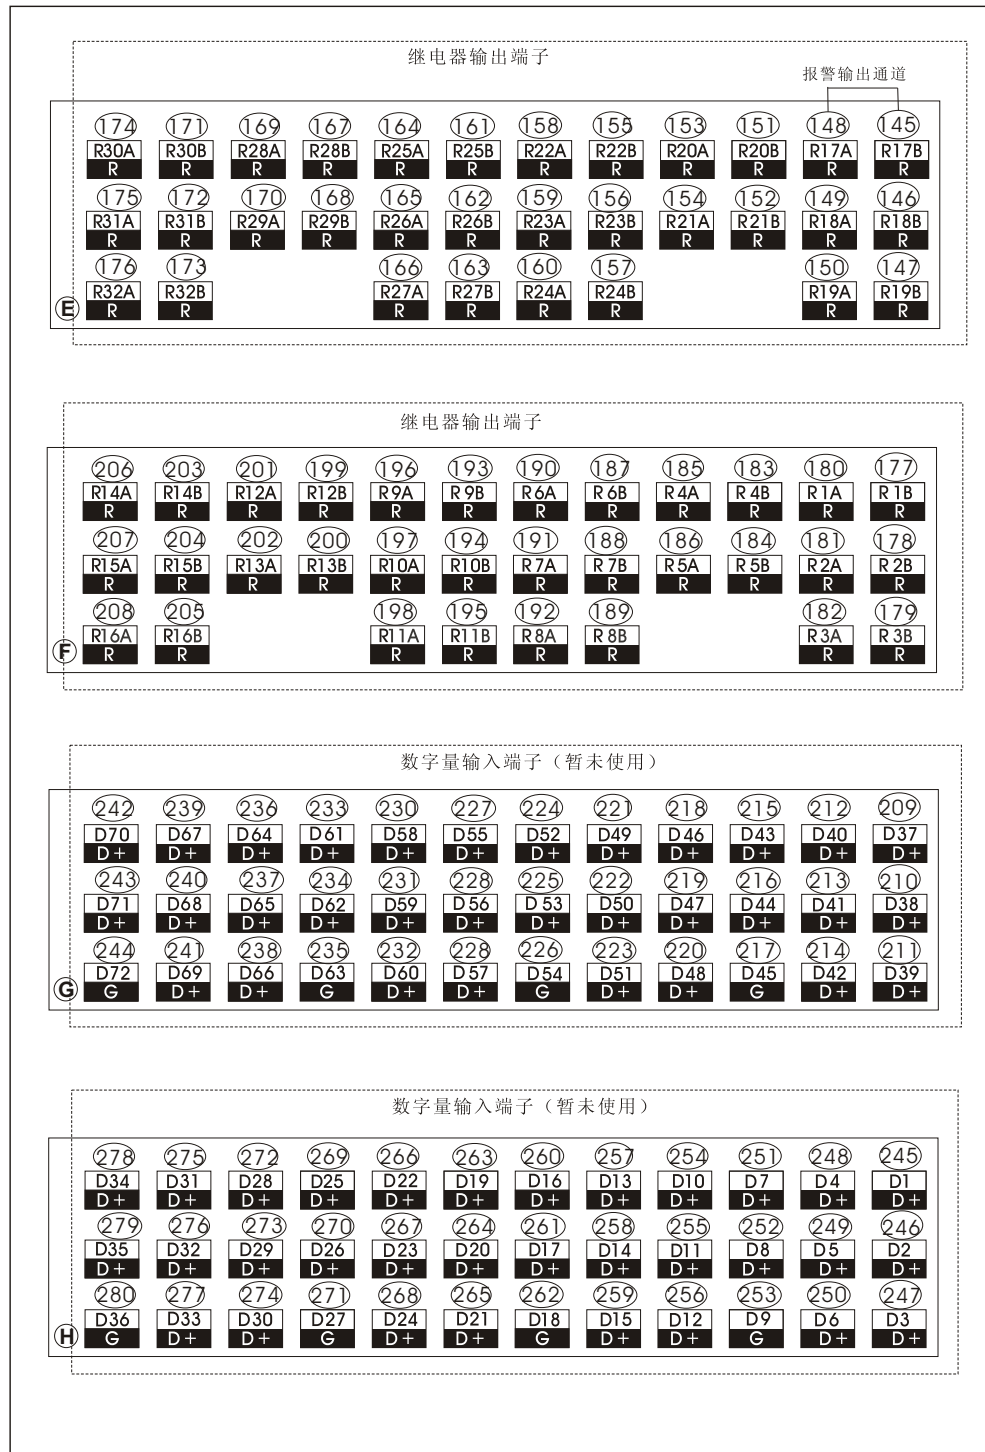 继电器输出端子
报警输出通道
174 171 169 167 164 161 158 155 153 151 148 145
R30A R30B R28A R28B R25A R25B R22A R22B R20A R20B R17A R17B
R R R R R R R R R R R R
175 172 170 168 165 162 159 156 154 152 149 146
R31A R31B R29A R29B R26A R26B R23A R23B R21A R21B R18A R18B
R R R R R R R R R R R R
176 173 166 163 160 157 150 147
R32A R32B R27A R27B R24A R24B R19A R19B
E R R R R R R R R
继电器输出端子
206 203 201 199 196 193 190 187 185 183 180 177
R14A R14B R12A R12B R9A R9B R6A R6B R4A R4B R1A R1B
R R R R R R R R R R R R
207 204 202 200 197 194 191 188 186 184 181 178
R15A R15B R13A R13B R10A R10B R7A R7B R5A R5B R2A R2B
R R R R R R R R R R R R
208 205 198 195 192 189 182 179
R16A R16B R11A R11B R8A R8B R3A R3B
F R R R R R R R R
数字量输入端子（暂未使用）
242 239 236 233 230 227 224 221 218 215 212 209
D70 D67 D64 D61 D58 D55 D52 D49 D46 D43 D40 D37
D+ D+ D+ D+ D+ D+ D+ D+ D+ D+ D+ D+
243 240 237 234 231 228 225 222 219 216 213 210
D71 D68 D65 D62 D59 D56 D53 D50 D47 D44 D41 D38
D+ D+ D+ D+ D+ D+ D+ D+ D+ D+ D+ D+
244 241 238 235 232 228 226 223 220 217 214 211
D72 D69 D66 D63 D60 D57 D54 D51 D48 D45 D42 D39
G G D+ D+ G D+ D+ G D+ D+ G D+ D+
数字量输入端子（暂未使用）
278 275 272 269 266 263 260 257 254 251 248 245
D34 D31 D28 D25 D22 D19 D16 D13 D10 D7 D4 D1
D+ D+ D+ D+ D+ D+ D+ D+ D+ D+ D+ D+
279 276 273 270 267 264 261 258 255 252 249 246
D35 D32 D29 D26 D23 D20 D17 D14 D11 D8 D5 D2
D+ D+ D+ D+ D+ D+ D+ D+ D+ D+ D+ D+
280 277 274 271 268 265 262 259 256 253 250 247
D36 D33 D30 D27 D24 D21 D18 D15 D12 D9 D6 D3
H G D+ D+ G D+ D+ G D+ D+ G D+ D+